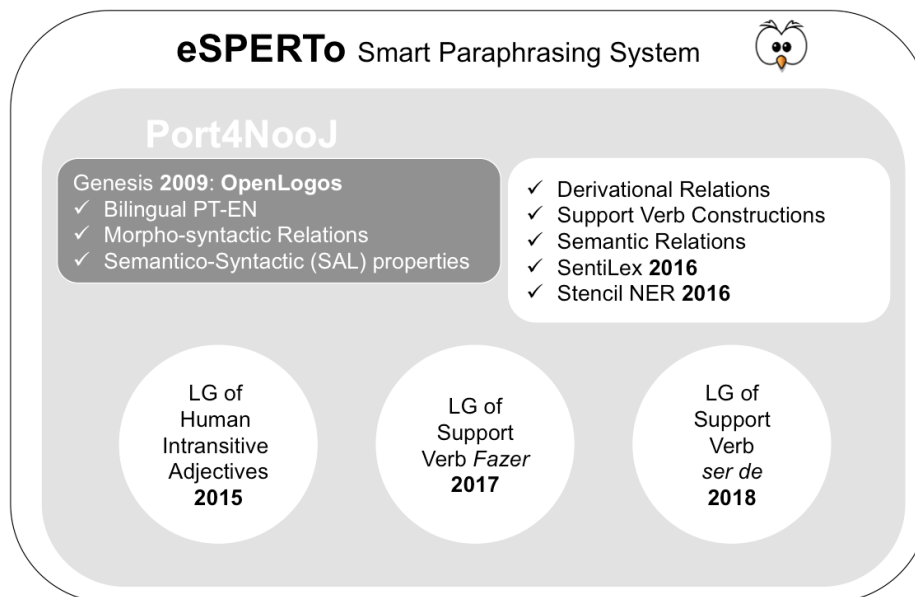 eSPERTo Smart Paraphrasing System
Port4NooJ
Genesis 2009: OpenLogos
✓ Bilingual PT-EN
✓ Morpho-syntactic Relations
✓ Semantico-Syntactic (SAL) properties
✓ Derivational Relations
✓ Support Verb Constructions
✓ Semantic Relations
✓ SentiLex 2016
✓ Stencil NER 2016
LG of
Human
Intransitive
Adjectives
2015
LG of
Support
Verb Fazer
2017
LG of
Support
Verb
ser de
2018